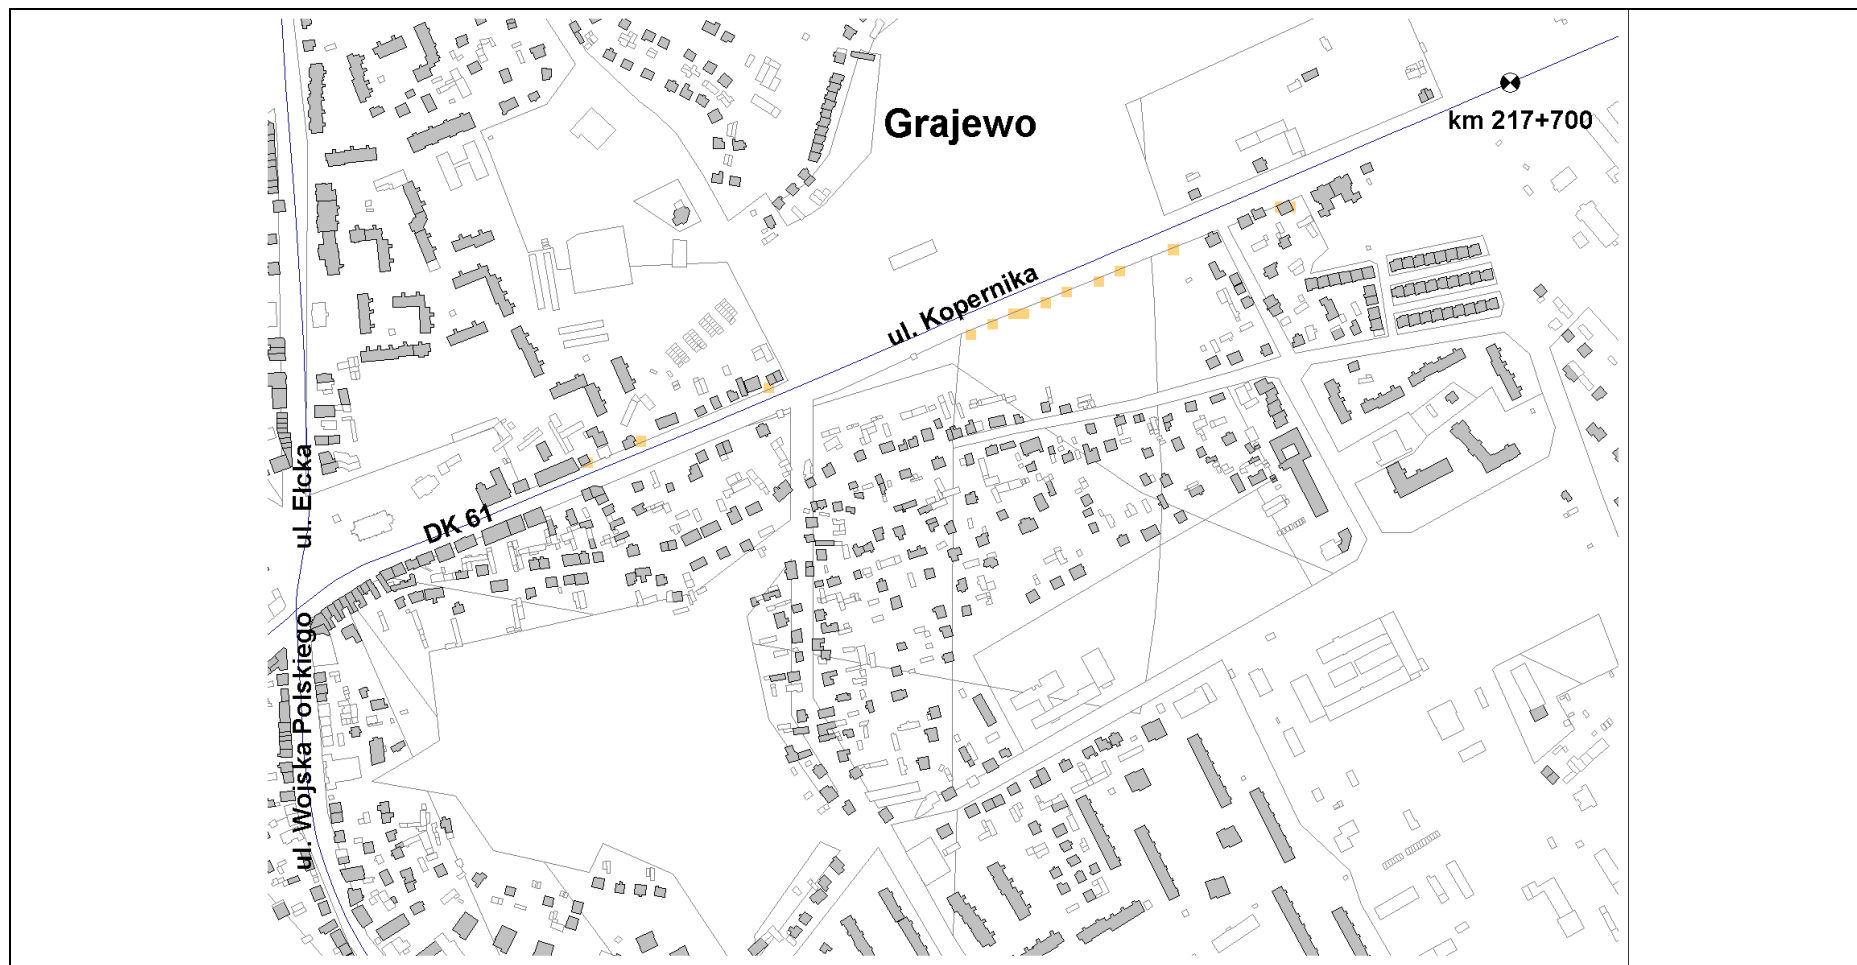 Grajewo
km 217+700
ul. Kopernika
DK 61
ul. Ełcka
ul. Wojska Polskiego